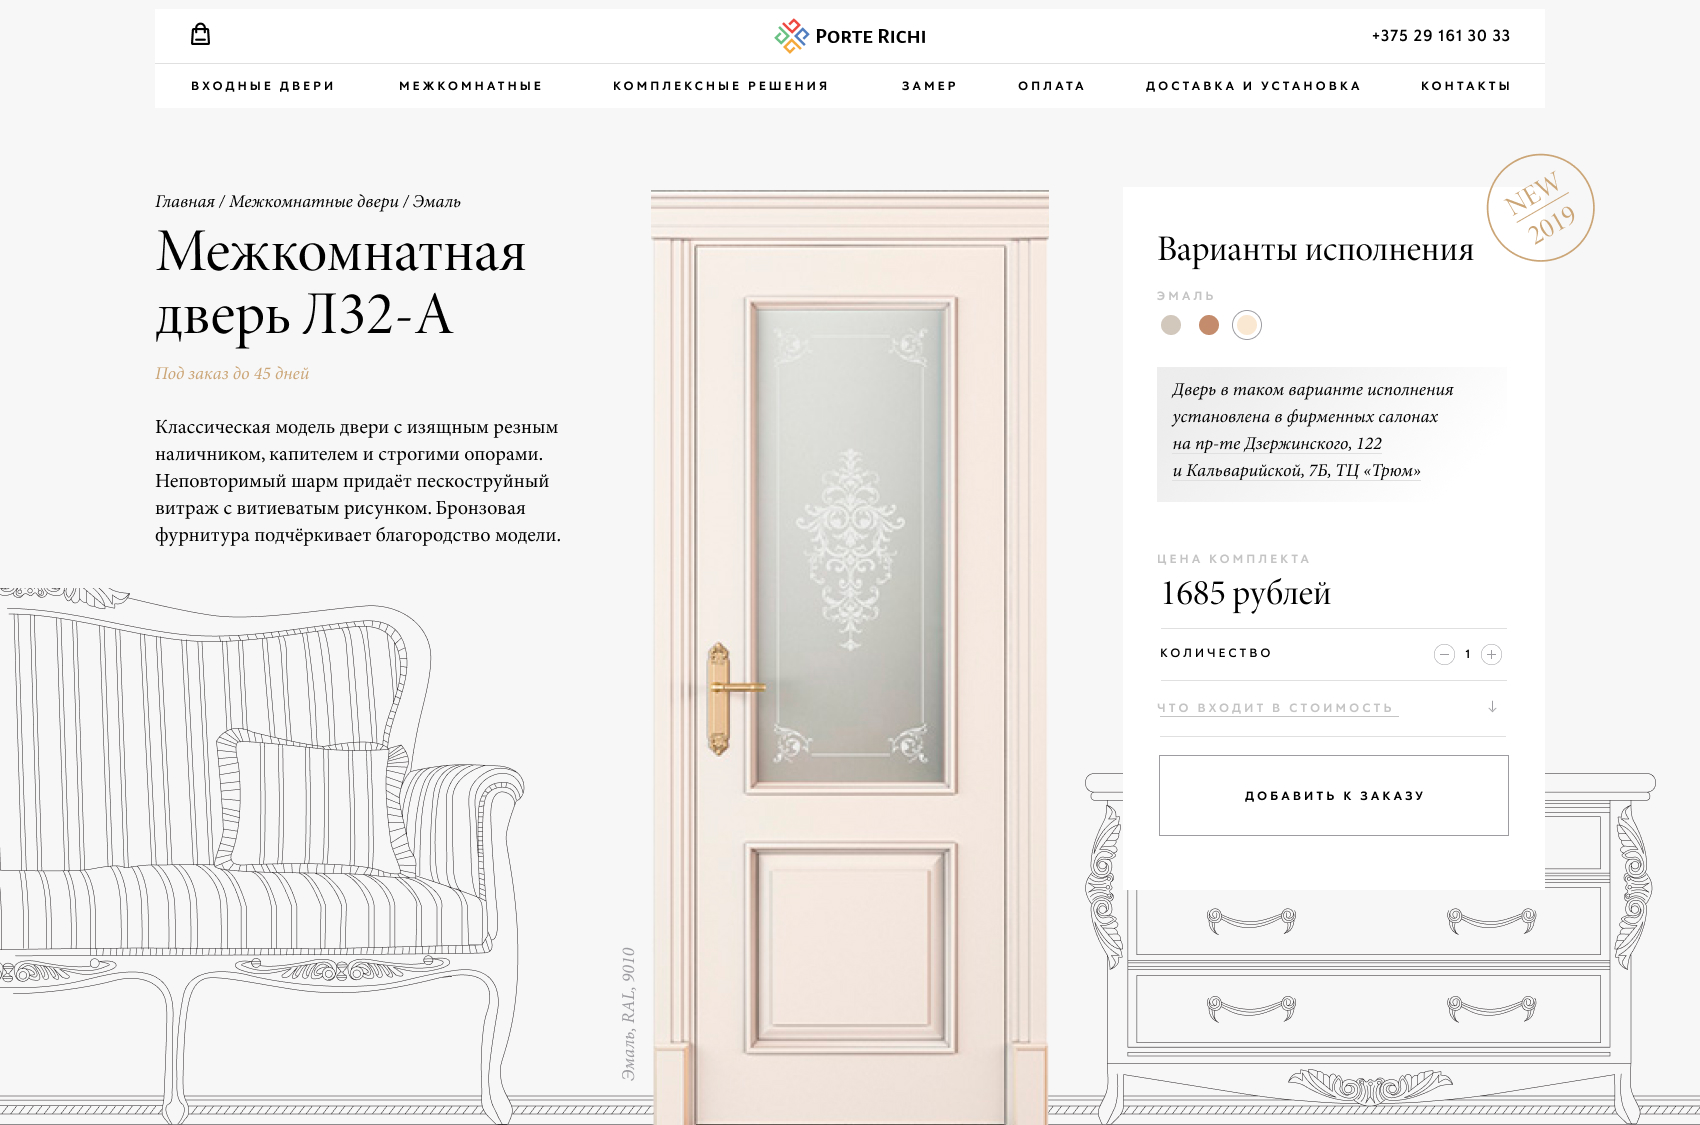 PORTE RICHI
+375 29 161 30 33
ВХОДНЫЕ ДВЕРИ
МЕЖКОМНАТНЫЕ
КОМПЛЕКСНЫЕ РЕШЕНИЯ
ЗАМЕР
ОПЛАТА
ДОСТАВКА И УСТАНОВКА
КОНТАКТЫ
Главная / Межкомнатные двери / Эмаль
Межкомнатная
дверь Л32-А
Под заказ до 45 дней
Классическая модель двери с изящным резным
наличником, капителем и строгими опорами.
Неповторимый шарм придаёт пескоструйный
витраж с витиеватым рисунком. Бронзовая
фурнитура подчёркивает благородство модели.
Эмаль, RAL, 9010
NEW
2019
Варианты исполнения
ЭМАЛЬ
Дверь в таком варианте исполнения
установлена в фирменных салонах
на пр-те Дзержинского, 122
и Кальварийской, 7Б, ТЦ «Трюм»
ЦЕНА КОМПЛЕКТА
1685 рублей
КОЛИЧЕСТВО
1
ЧТО ВХОДИТ В СТОИМОСТЬ
ДОБАВИТЬ К ЗАКАЗУ